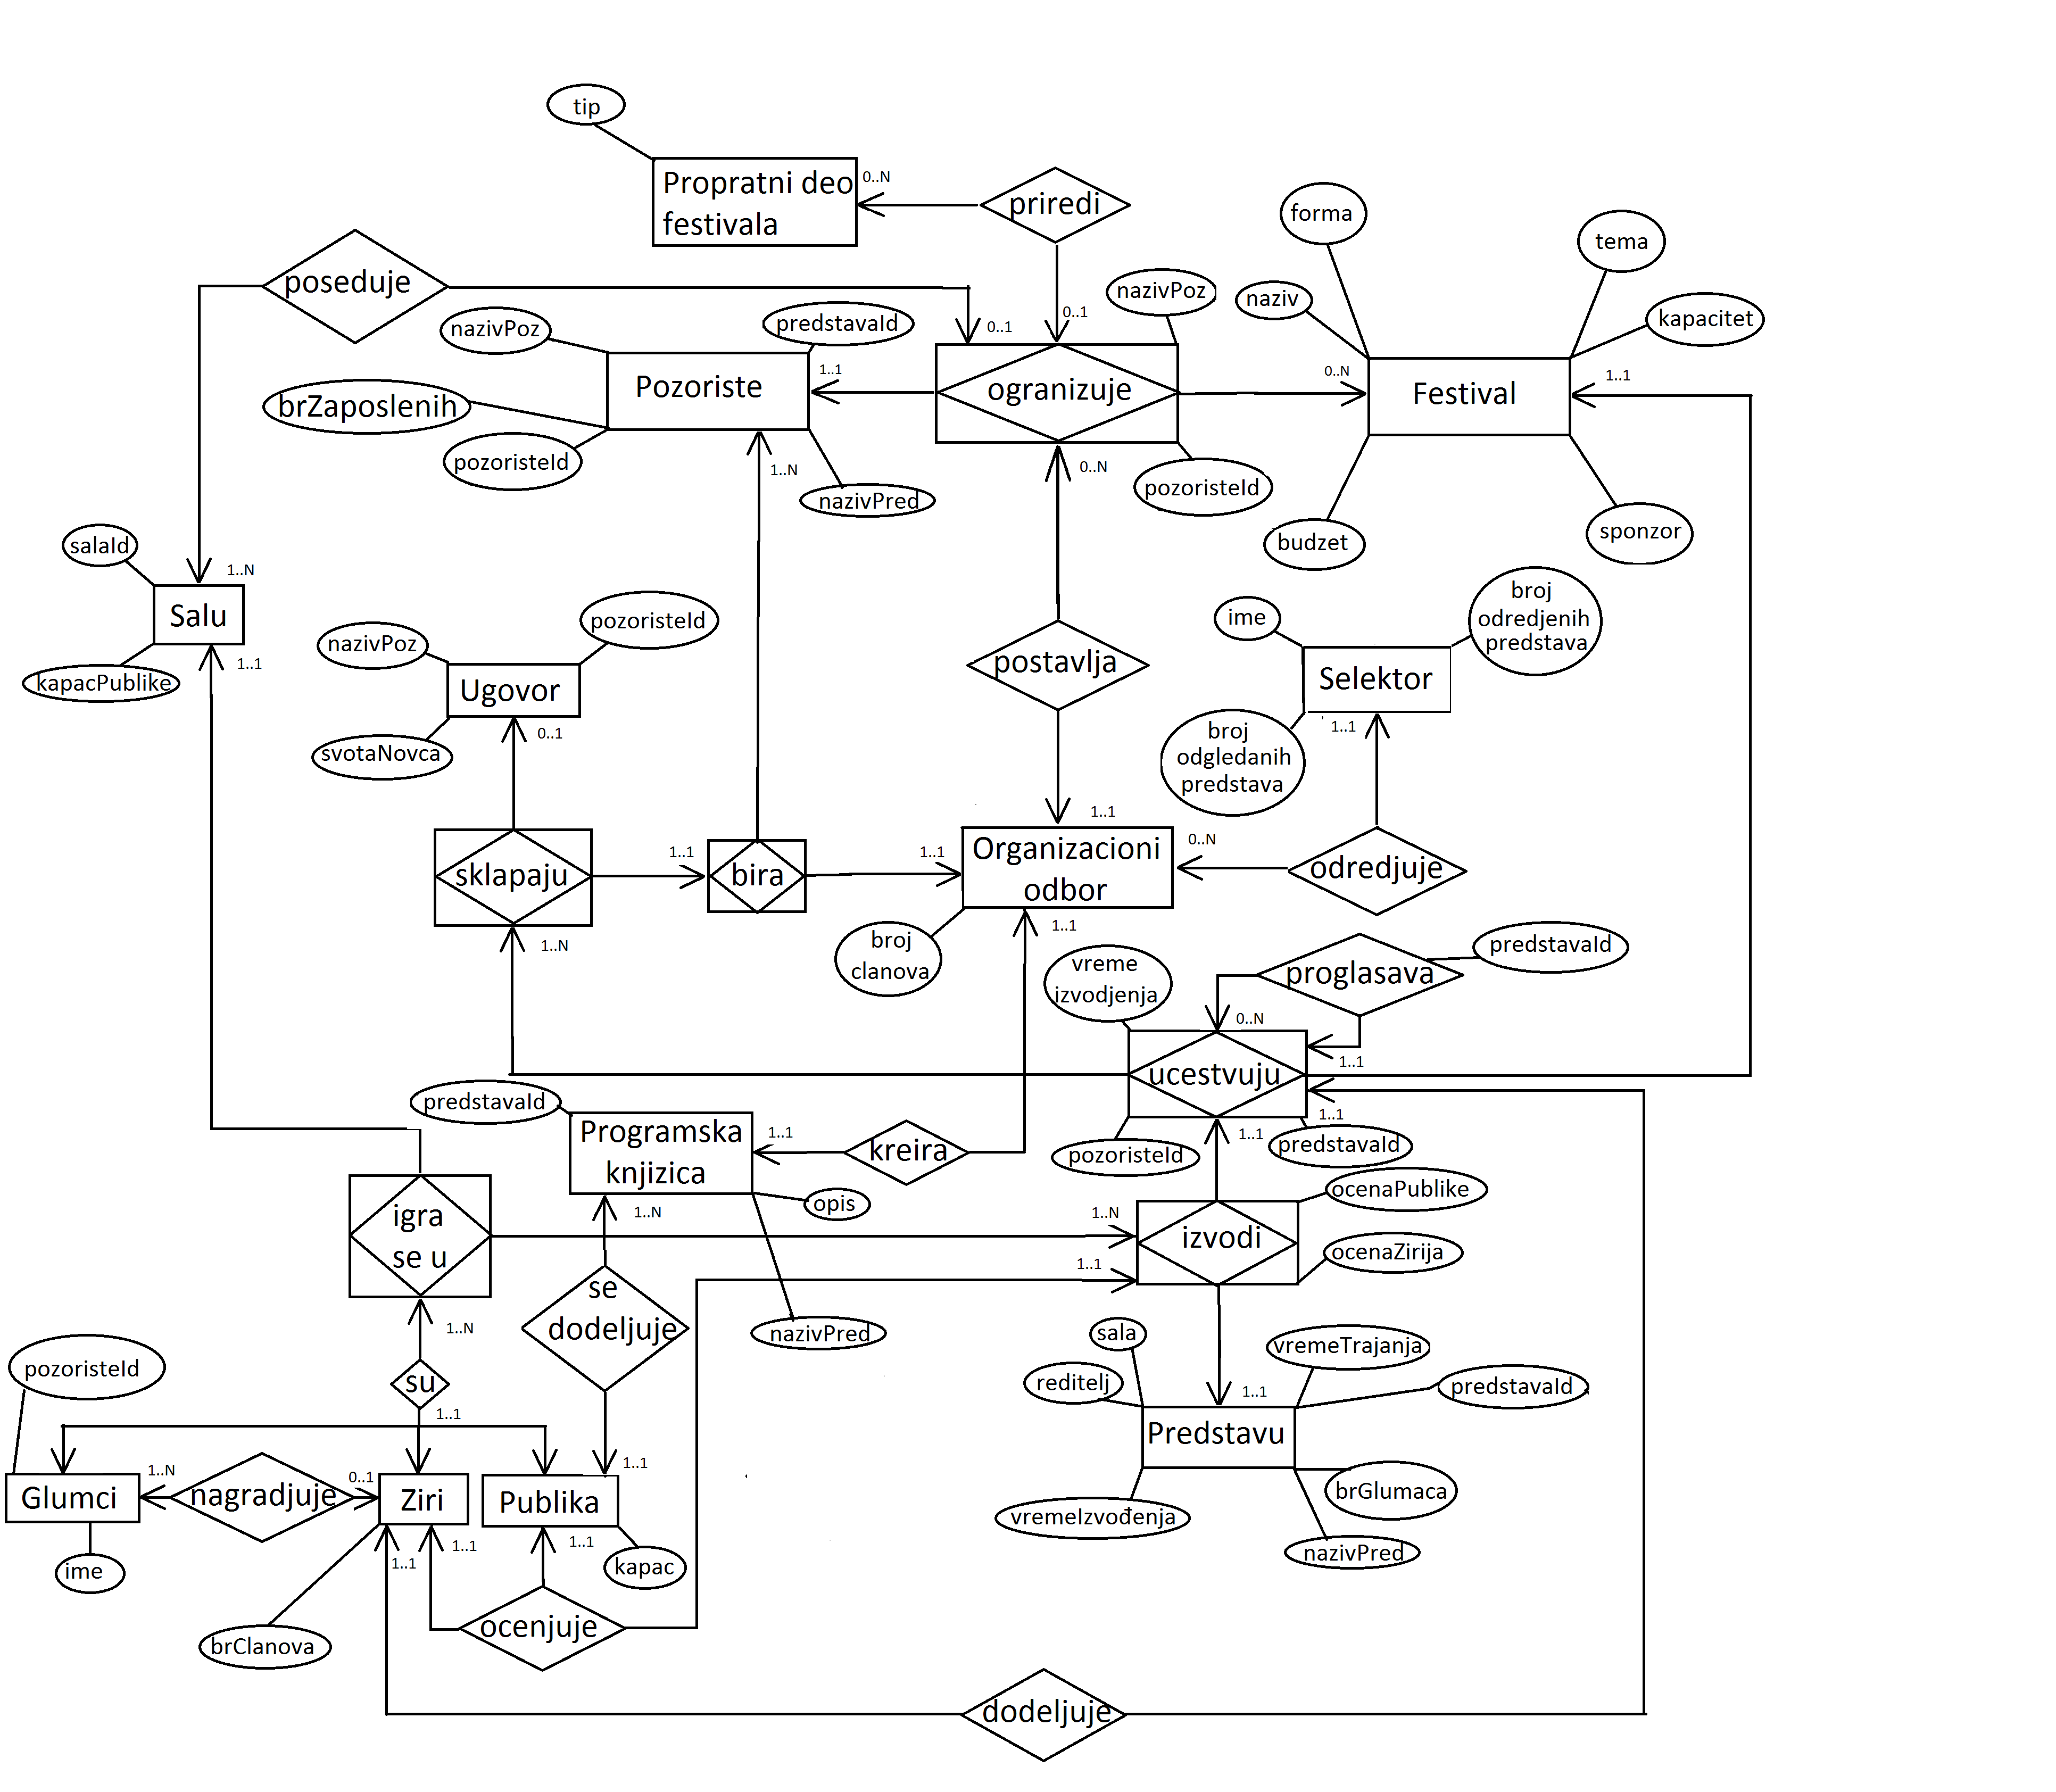 tip
Propratni deo
festivala
0..N
priredi
forma
tema
poseduje
nazivPoz
naziv
kapacitet
nazivPoz
predstavaId
0..1
0..1
Pozoriste
1..1
ogranizuje
0..N
Festival
1..1
brZaposlenih
pozoristeId
1..N
nazivPred
0..N
pozoristeId
budzet
sponzor
salaId
1..N
Salu
kapacPublike
1..1
nazivPoz
pozoristeId
Ugovor
svotaNovca
0..1
postavlja
ime
broj
odredjenih
predstava
Selektor
broj
odgledanih
predstava
1..1
1..1
sklapaju
1..1
bira
1..1
Organizacioni
odbor
0..N
odredjuje
1..N
broj
clanova
1..1
vreme
izvodjenja
proglasava
predstavaId
0..N
1..1
ucestvuju
1..1
predstavaId
Programska
knjizica
1..1
kreira
pozoristeId
1..1
predstavaId
opis
ocenaPublike
igra
se u
1..N
1..N
izvodi
ocenaZirija
1..1
se
dodeljuje
nazivPred
1..N
sala
vremeTrajanja
pozoristeId
su
reditelj
1..1
predstavaId
1..1
Predstavu
Glumci
1..N
nagradjuje
0..1
Ziri
Publika
1..1
brGlumaca
vremeIzvođenja
nazivPred
ime
1..1
1..1
1..1
kapac
brClanova
ocenjuje
dodeljuje